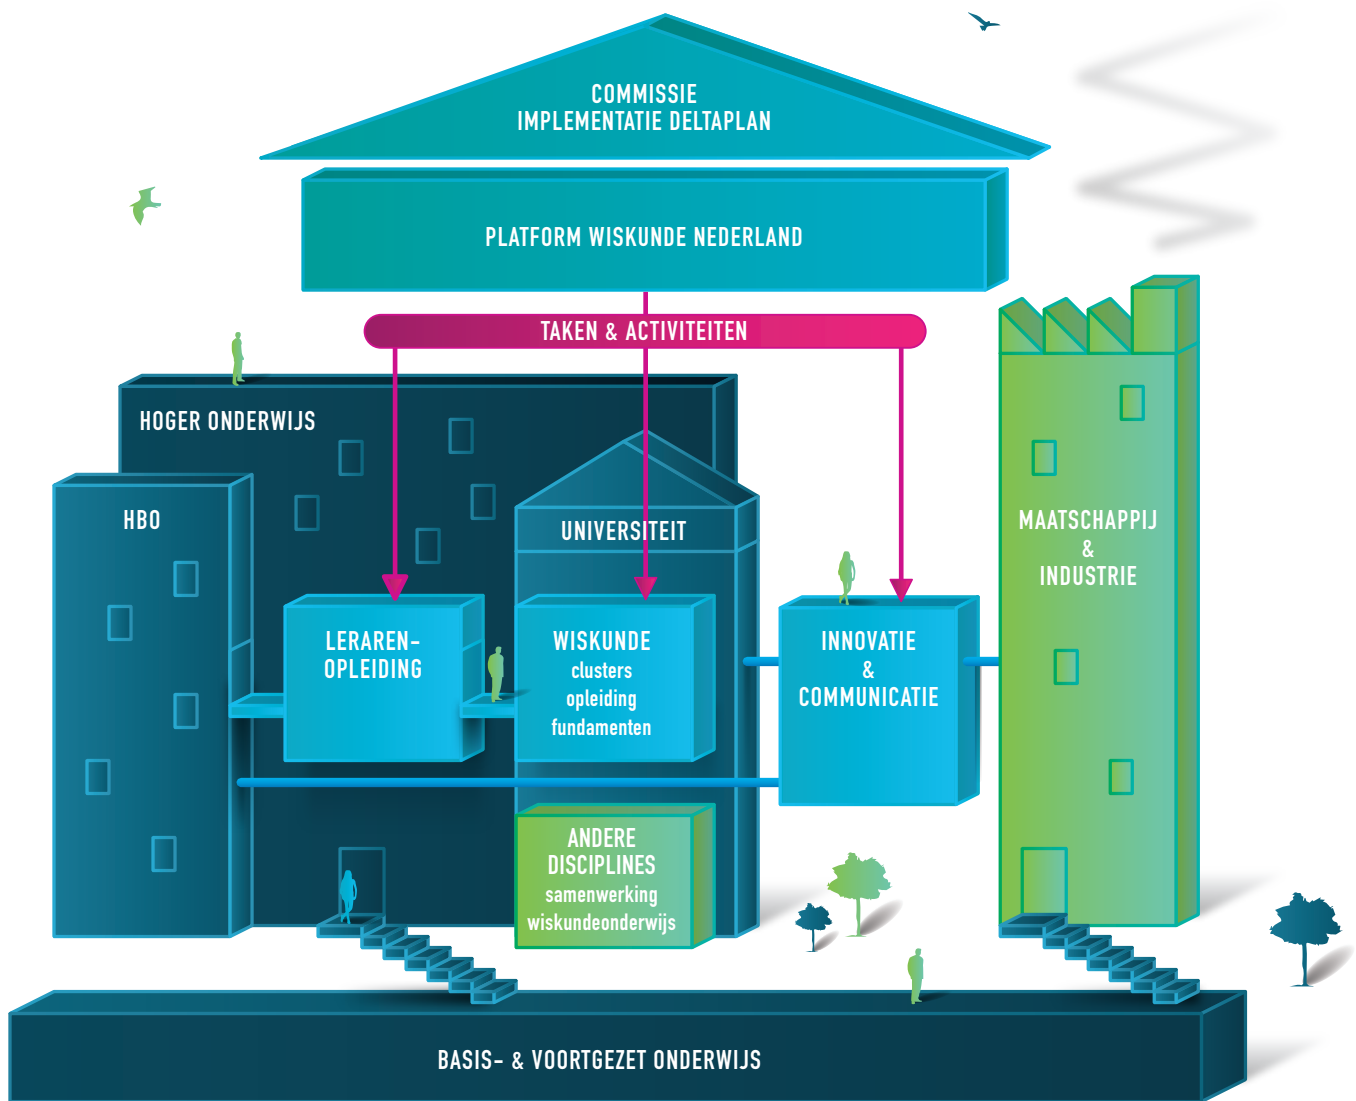 COMMISSIE
IMPLEMENTATIE DELTAPLAN
PLATFORM WISKUNDE NEDERLAND
TAKEN & ACTIVITEITEN
HOGER ONDERWIJS
HBO
UNIVERSITEIT
MAATSCHAPPIJ
&
INDUSTRIE
LERAREN-
OPLEIDING
WISKUNDE
clusters
opleiding
fundamenten
INNOVATIE
&
COMMUNICATIE
ANDERE
DISCIPLINES
samenwerking
wiskundeonderwijs
BASIS- & VOORTGEZET ONDERWIJS